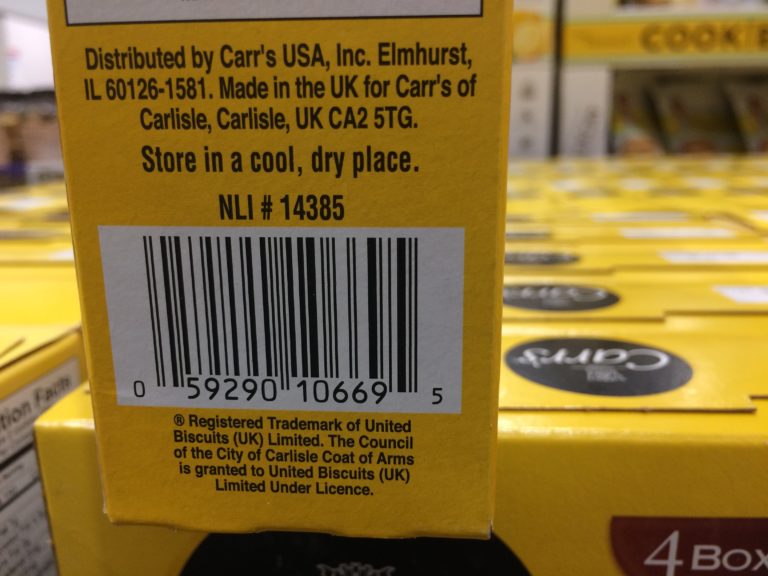 Distributed by Carr's USA, Inc. Elmhurst,
IL 60126-1581. Made in the UK for Carr's of
Carlisle, Carlisle, UK CA2 5TG.
Store in a cool, dry place.
NLI # 14385
0 59290 10669 5
® Registered Trademark of United
Biscuits (UK) Limited. The Council
of the City of Carlisle Coat of Arms
is granted to United Biscuits (UK)
Limited Under Licence.
COOKIE
Carr's
tion Facts
4 BOX